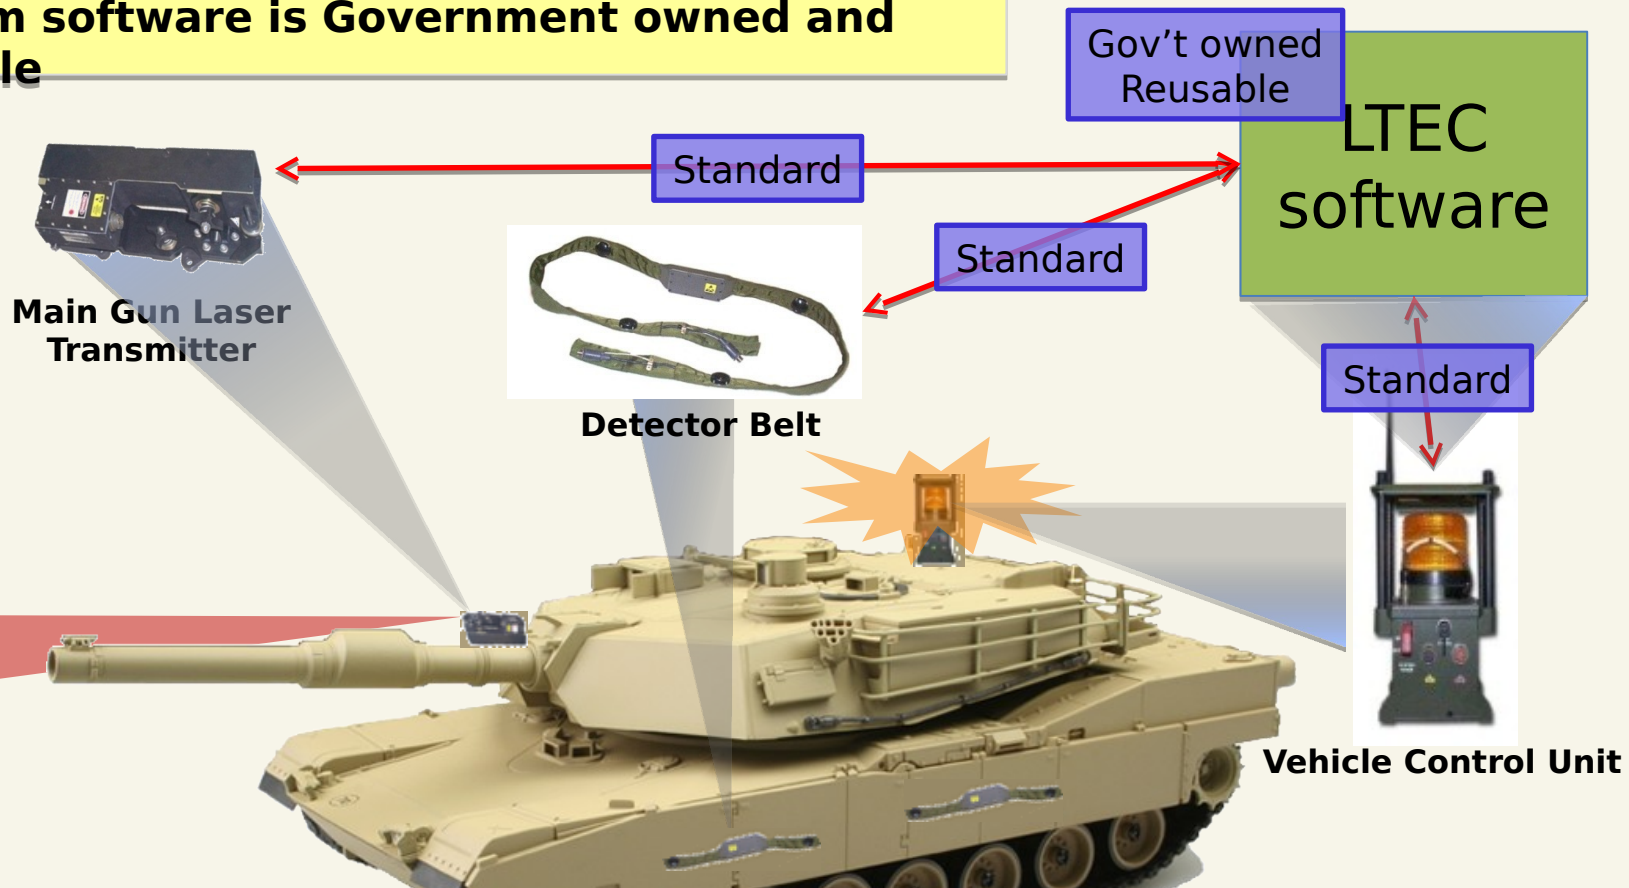 m software is Government owned and
le
Gov’t owned
Reusable
LTEC
software
Standard
Standard
Main Gun Laser
Transmitter
Standard
Detector Belt
Vehicle Control Unit